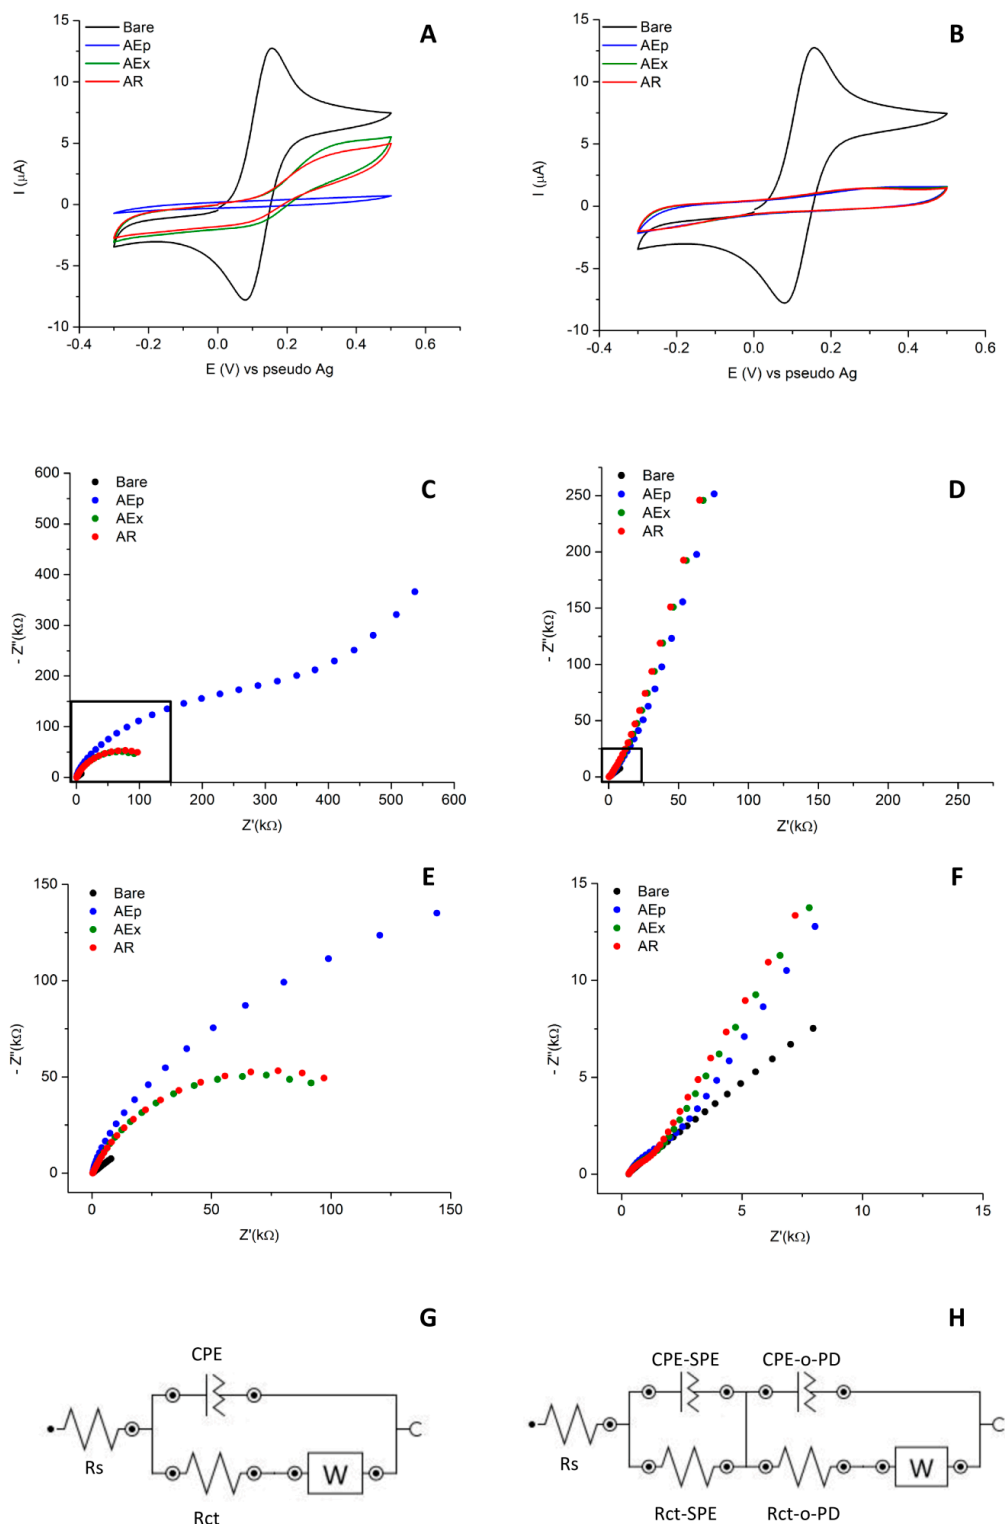 A
Bare
AEp
AEx
AR
15
10
5
0
-5
-10
I (μA)
-0.4
-0.2
0.0
0.2
0.4
0.6
E (V) vs pseudo Ag
B
Bare
AEp
AEx
AR
15
10
5
0
-5
-10
I (μA)
-0.4
-0.2
0.0
0.2
0.4
0.6
E (V) vs pseudo Ag
C
Bare
AEp
AEx
AR
600
500
400
300
200
100
0
- Z"(kΩ)
0
100
200
300
400
500
600
Z'(kΩ)
D
Bare
AEp
AEx
AR
250
200
150
100
50
0
- Z"(kΩ)
0
50
100
150
200
250
Z'(kΩ)
E
Bare
AEp
AEx
AR
150
100
50
0
- Z"(kΩ)
0
50
100
150
Z'(kΩ)
F
Bare
AEp
AEx
AR
15
10
5
0
- Z"(kΩ)
0
5
10
15
Z'(kΩ)
G
CPE
Rs
W
Rct
H
CPE-SPE
CPE-o-PD
Rs
W
Rct-SPE
Rct-o-PD